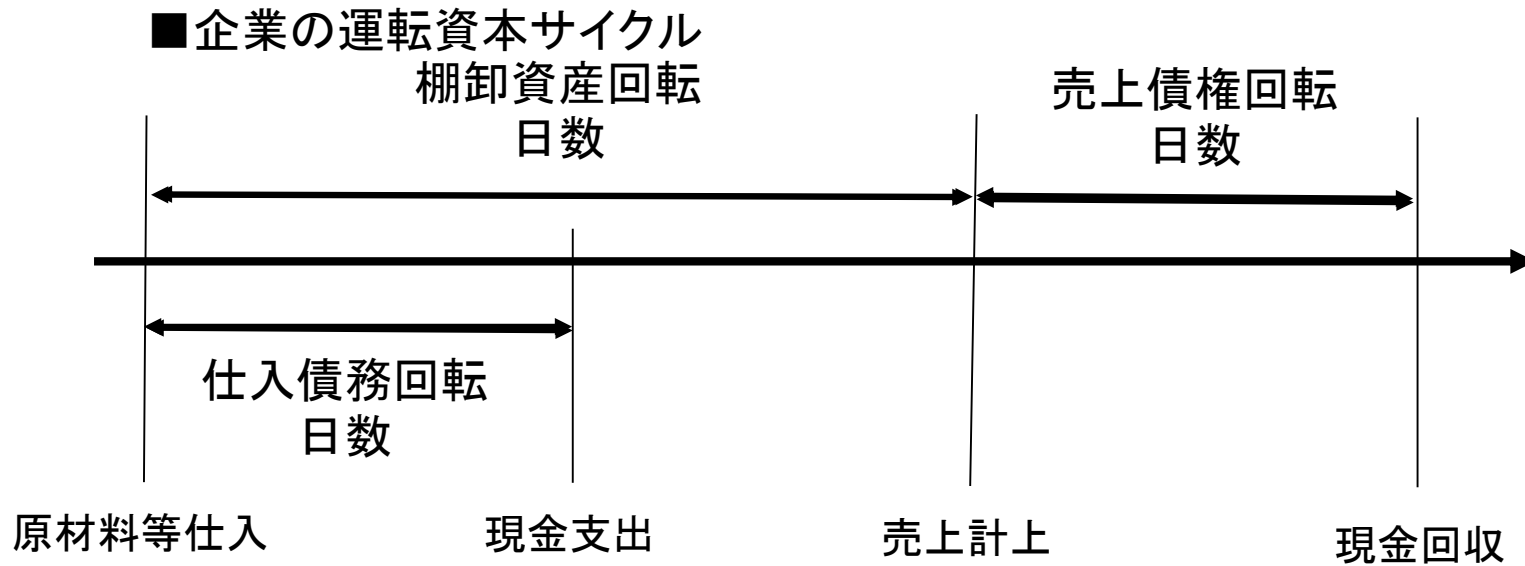 ■企業の運転資本サイクル
棚卸資産回転
日数
売上債権回転
日数
仕入債務回転
日数
原材料等仕入
現金支出
売上計上
現金回収